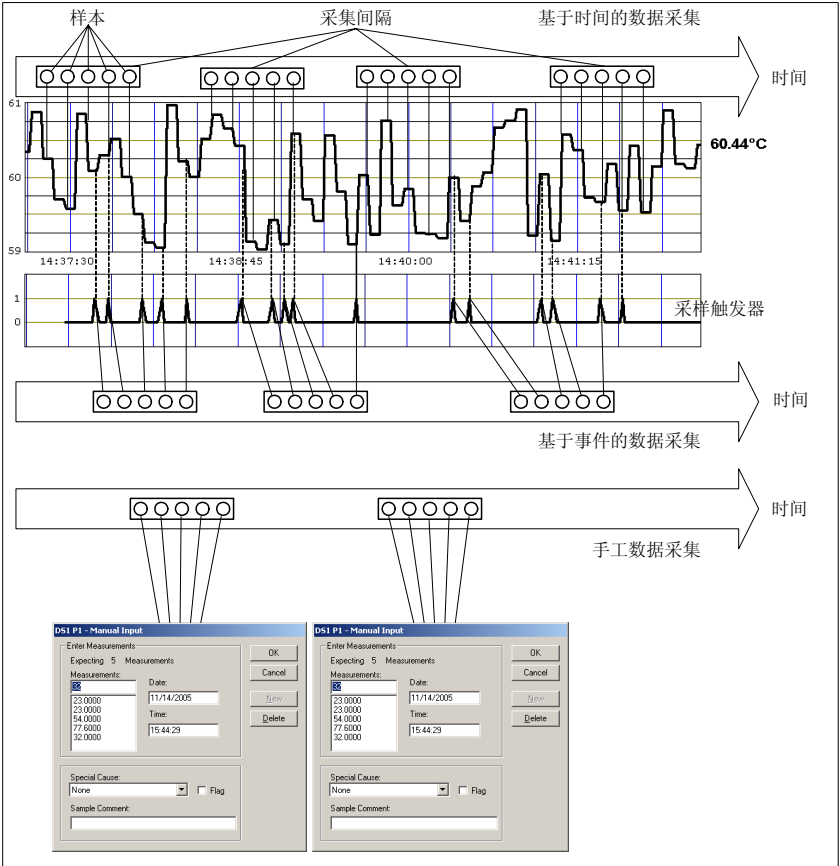 样本
采集间隔
基于时间的数据采集
时间
61
60
59
60.44°C
14:37:30
14:38:45
14:40:00
14:41:15
1
0
采样触发器
时间
基于事件的数据采集
时间
手工数据采集
DS1 P1 - Manual Input
Enter Measurements
Expecting 5 Measurements
Measurements:
32
23.0000
23.0000
54.0000
77.6000
32.0000
Date:
11/14/2005
Time:
15:44:29
OK
Cancel
New
Delete
Special Cause:
None
Flag
Sample Comment:
DS1 P1 - Manual Input
Enter Measurements
Expecting 5 Measurements
Measurements:
32
23.0000
23.0000
54.0000
77.6000
32.0000
Date:
11/14/2005
Time:
15:44:29
OK
Cancel
New
Delete
Special Cause:
None
Flag
Sample Comment: